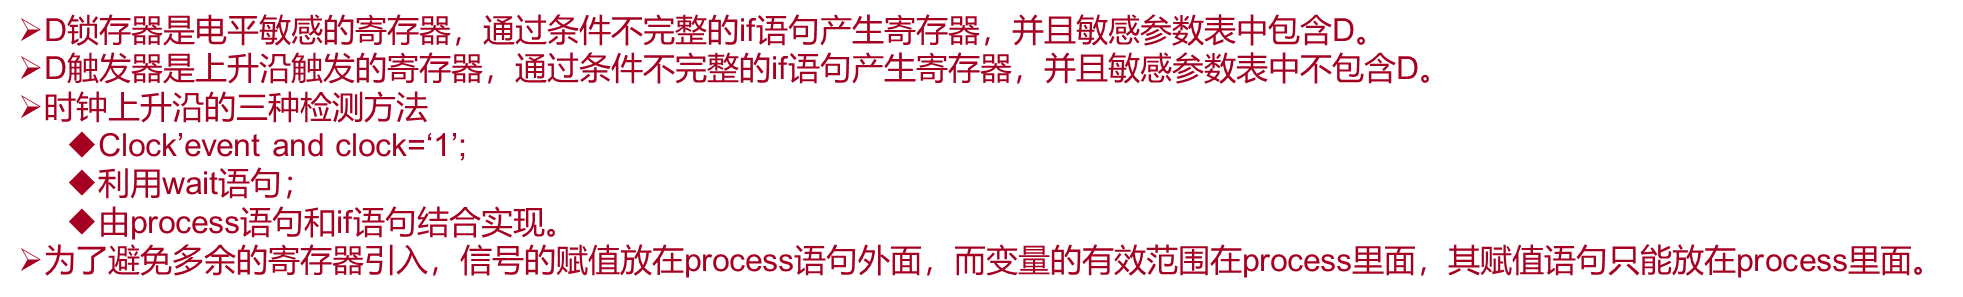 ➢D锁存器是电平敏感的寄存器，通过条件不完整的if语句产生寄存器，并且敏感参数表中包含D。
➢D触发器是上升沿触发的寄存器，通过条件不完整的if语句产生寄存器，并且敏感参数表中不包含D。
➢时钟上升沿的三种检测方法
◆Clock’event and clock=‘1’;
◆利用wait语句；
◆由process语句和if语句结合实现。
➢为了避免多余的寄存器引入，信号的赋值放在process语句外面，而变量的有效范围在process里面，其赋值语句只能放在process里面。